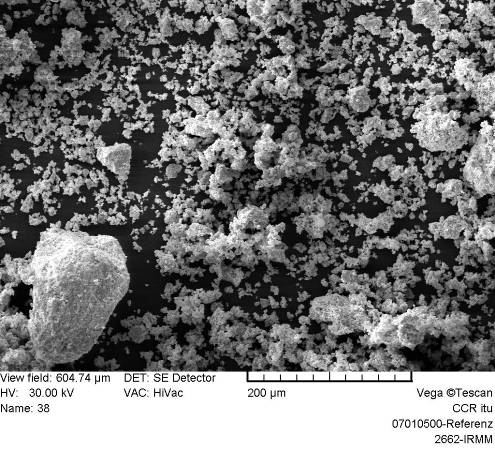 View field: 604.74 µm DET: SE Detector
HV: 30.00 kV VAC: HiVac 200 µm Vega ©Tescan
Name: 38 CCR itu
07010500-Referenz
2662-IRMM